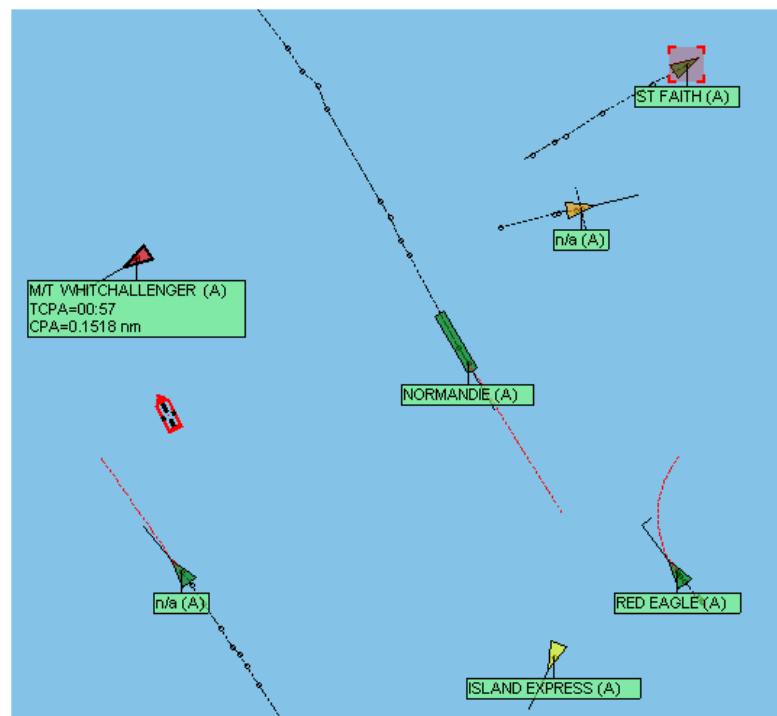 ST FAITH (A)
n/a (A)
M/T WHITCHALLENGER (A)
TCPA=00:57
CPA=0.1518 nm
NORMANDIE (A)
n/a (A)
RED EAGLE (A)
ISLAND EXPRESS (A)